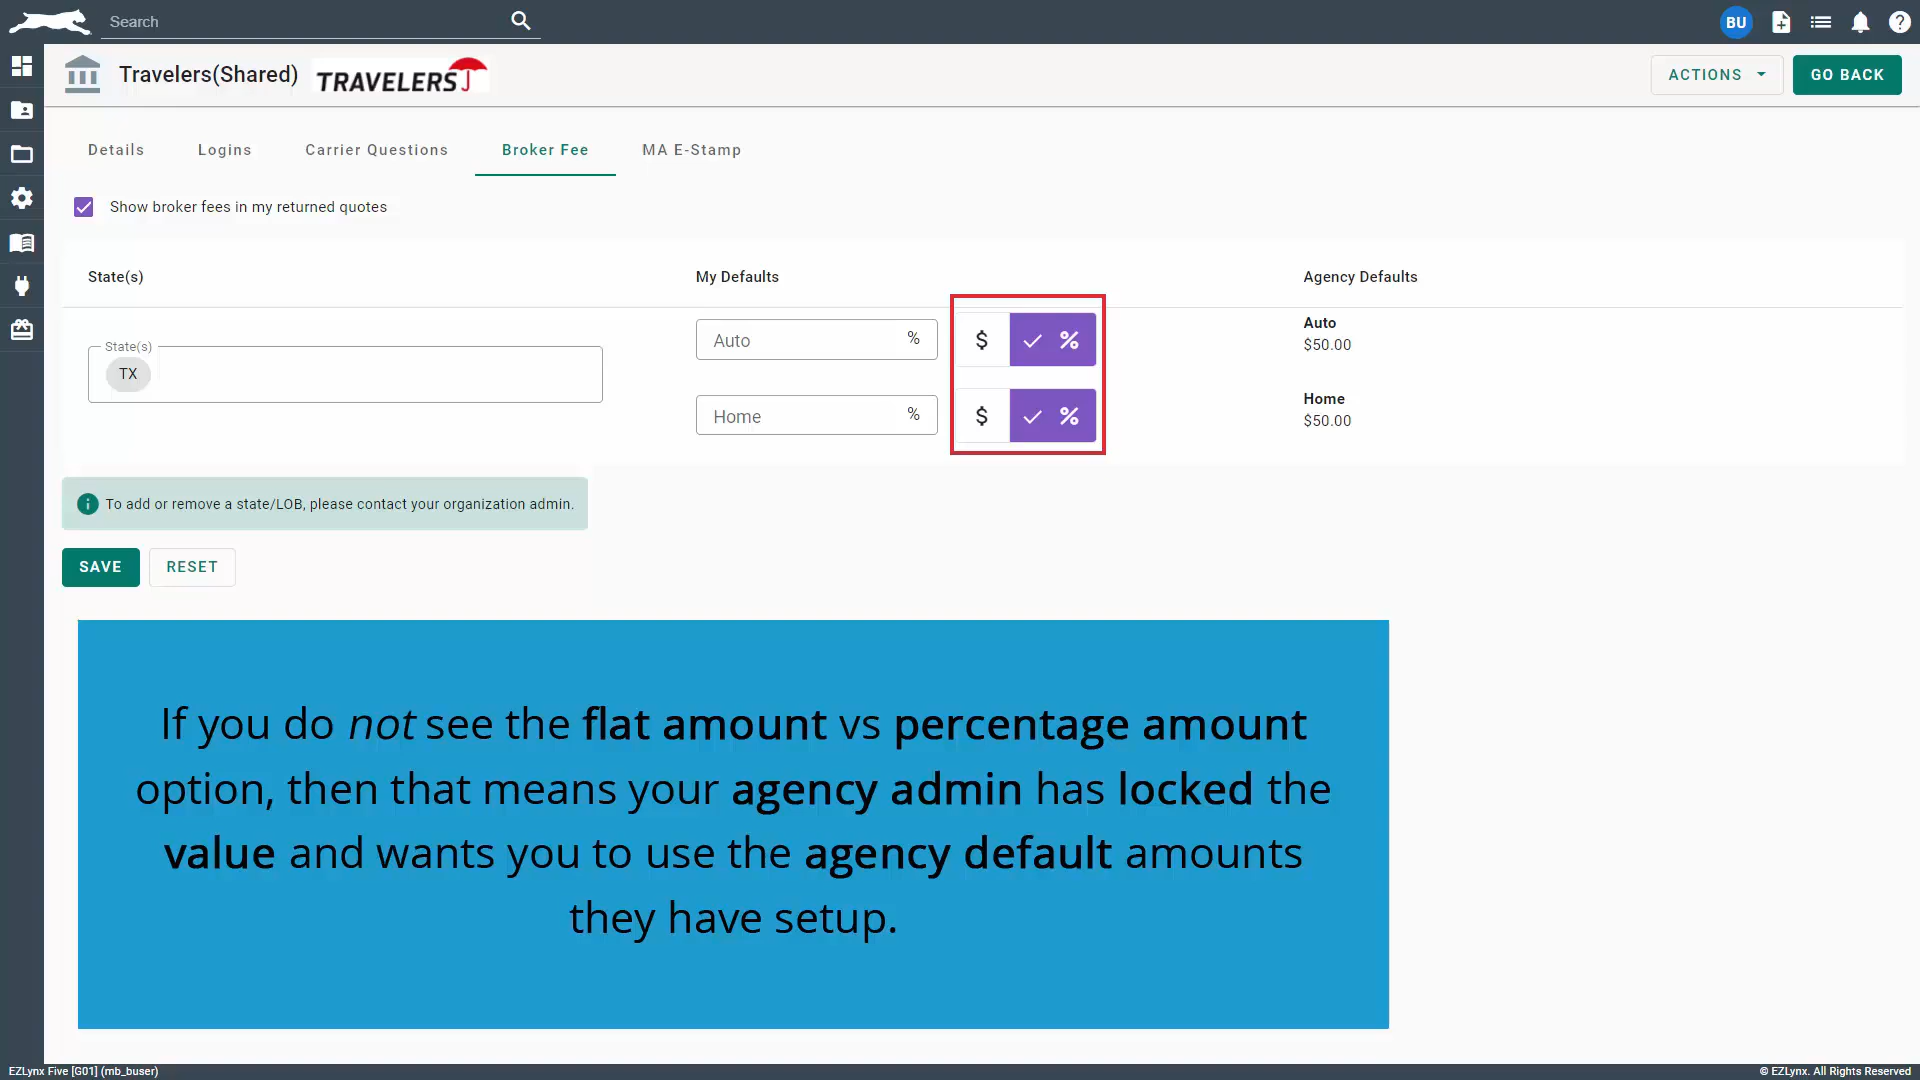 Search
BU
Travelers(Shared)
TRAVELERS
ACTIONS
GO BACK
Details
Logins
Carrier Questions
Broker Fee
MA E-Stamp
Show broker fees in my returned quotes
State(s)
My Defaults
Agency Defaults
State(s)
TX
Auto
%
$
%
Auto
$50.00
Home
%
$
%
Home
$50.00
To add or remove a state/LOB, please contact your organization admin.
SAVE
RESET
If you do not see the flat amount vs percentage amount
option, then that means your agency admin has locked the
value and wants you to use the agency default amounts
they have setup.
EZLynx Five [G01] (mb_buser)
© EZLynx. All Rights Reserved